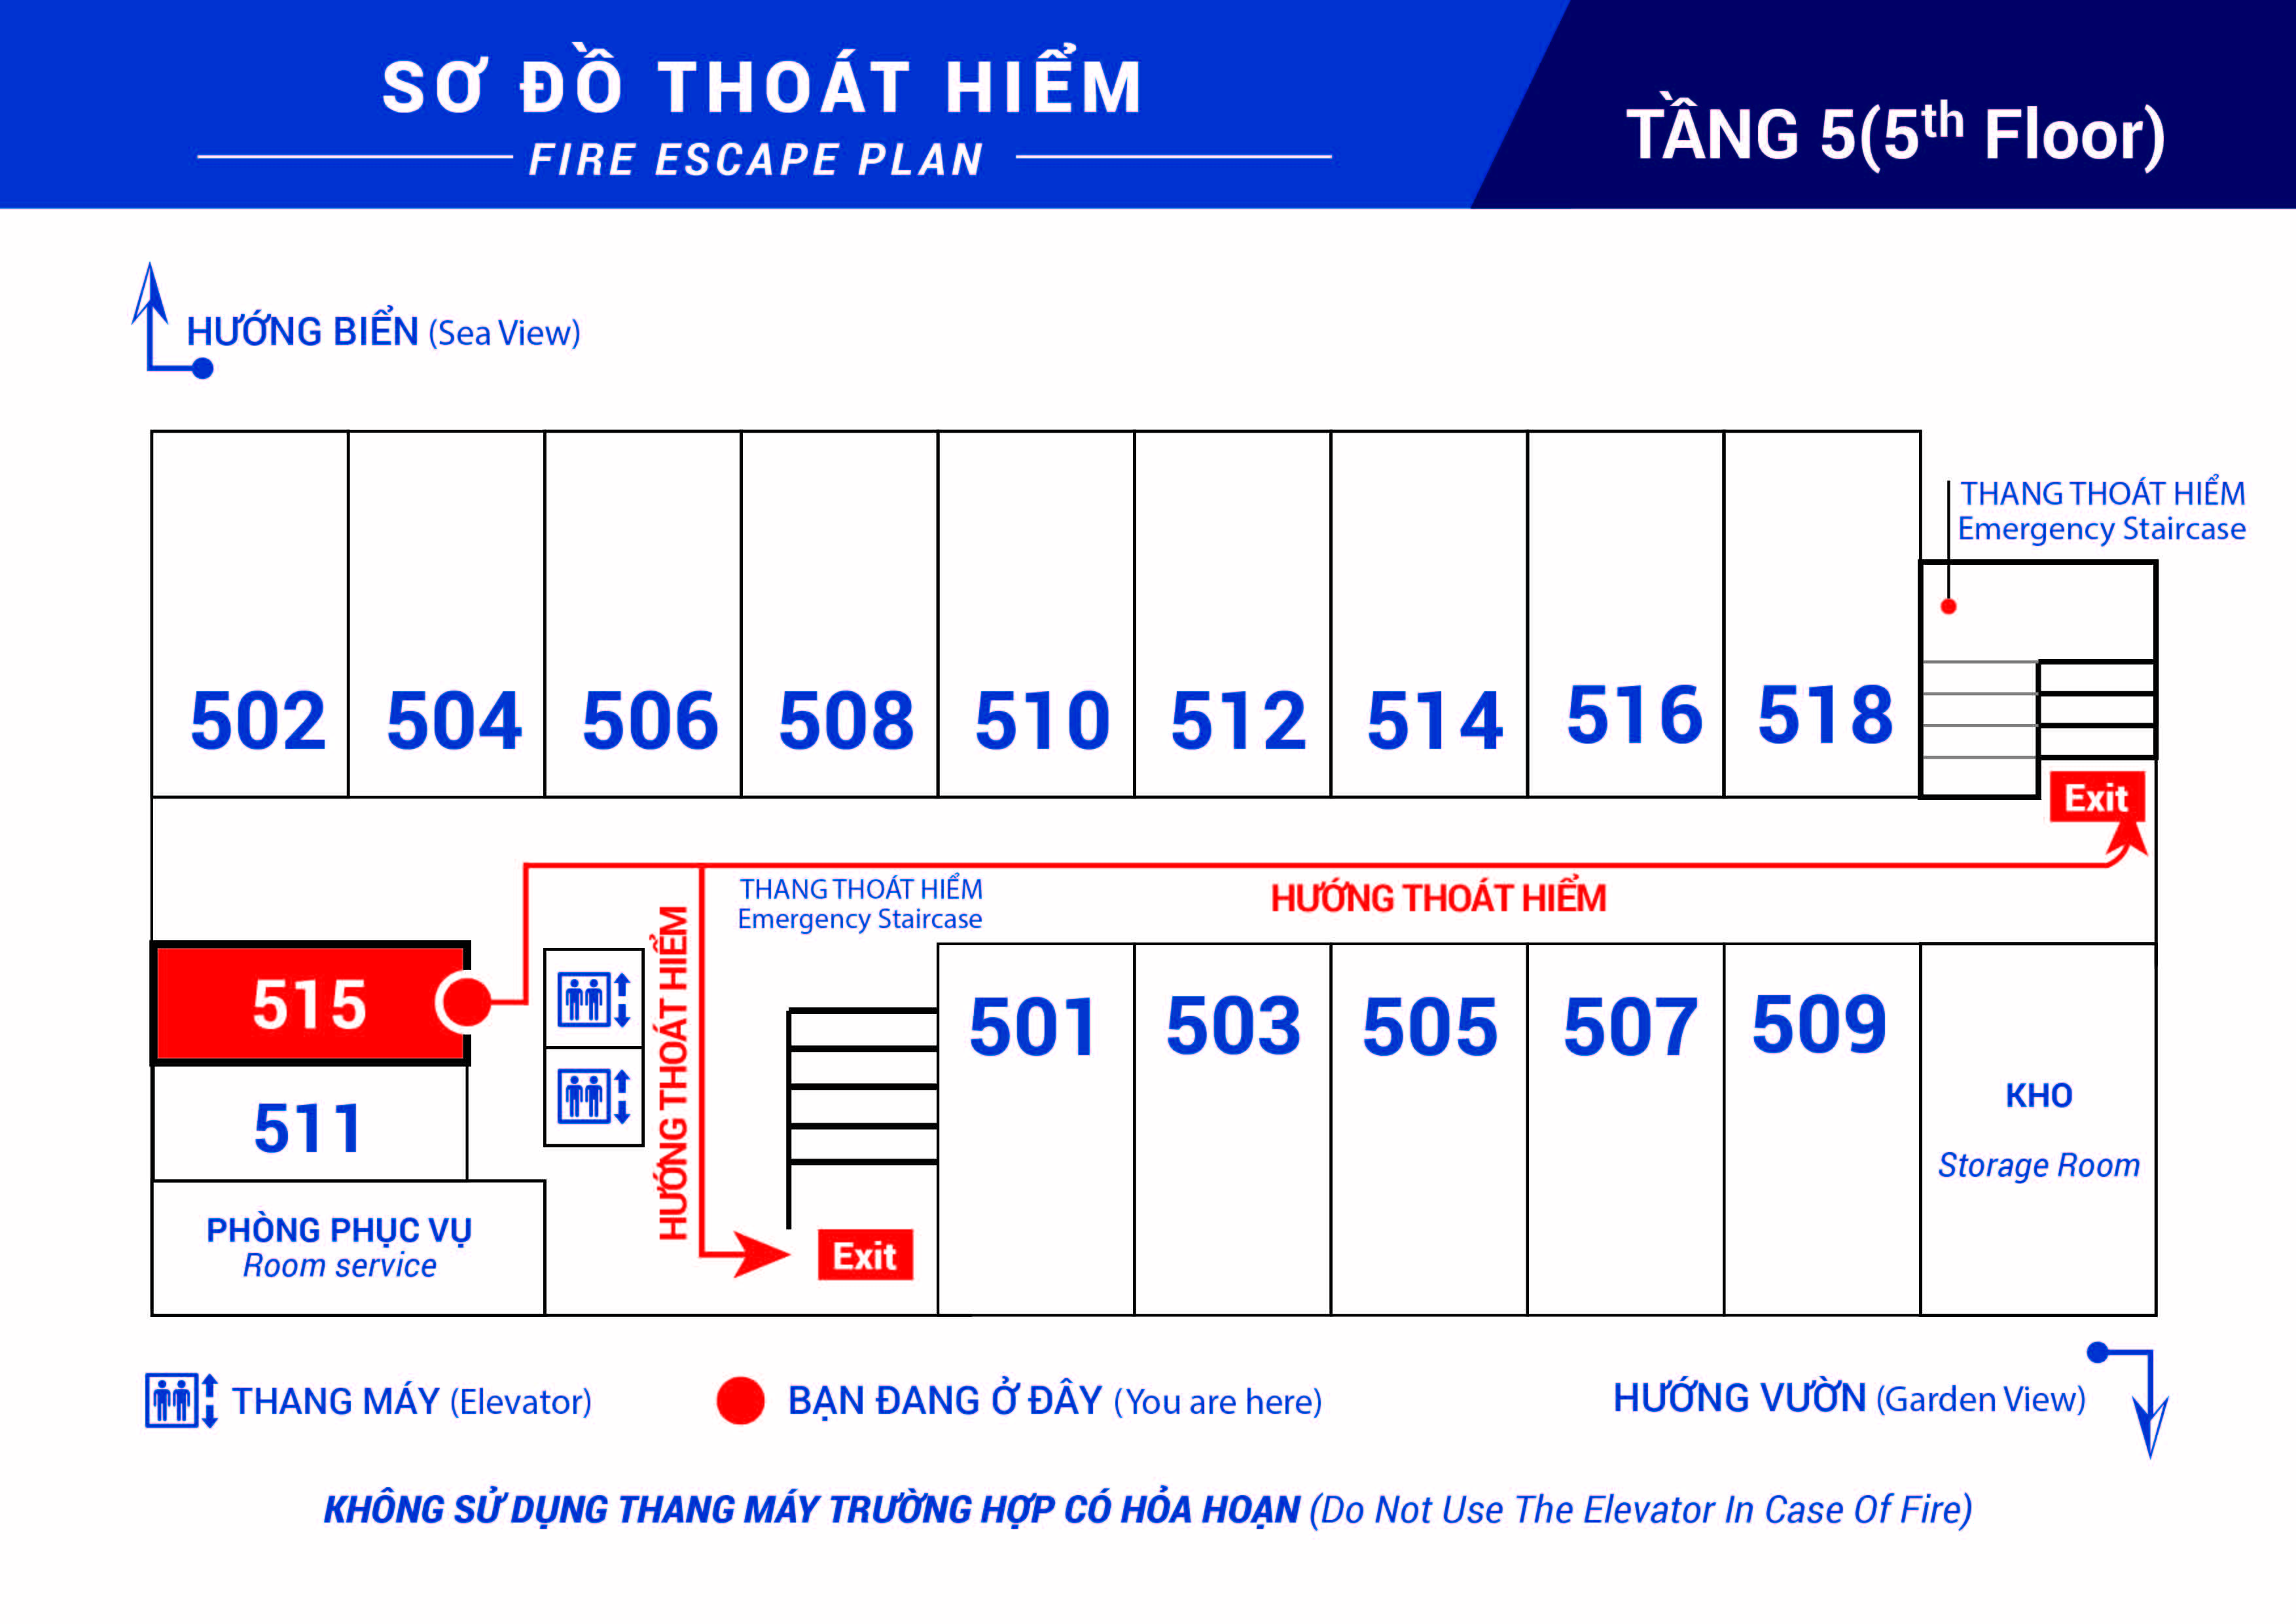 SƠ ĐỒ THOÁT HIỂM
FIRE ESCAPE PLAN
TẦNG 5(5th Floor)
HƯỚNG BIỂN (Sea View)
THANG THOÁT HIỂM
Emergency Staircase
502 504 506 508 510 512 514 516 518
Exit
THANG THOÁT HIỂM
Emergency Staircase
HƯỚNG THOÁT HIỂM
HƯỚNG THOÁT HIỂM
515
501 503 505 507 509
511
KHO
Storage Room
PHÒNG PHỤC VỤ
Room service
Exit
THANG MÁY (Elevator)
BẠN ĐANG Ở ĐÂY (You are here)
HƯỚNG VƯỜN (Garden View)
KHÔNG SỬ DỤNG THANG MÁY TRƯỜNG HỢP CÓ HỎA HOẠN (Do Not Use The Elevator In Case Of Fire)